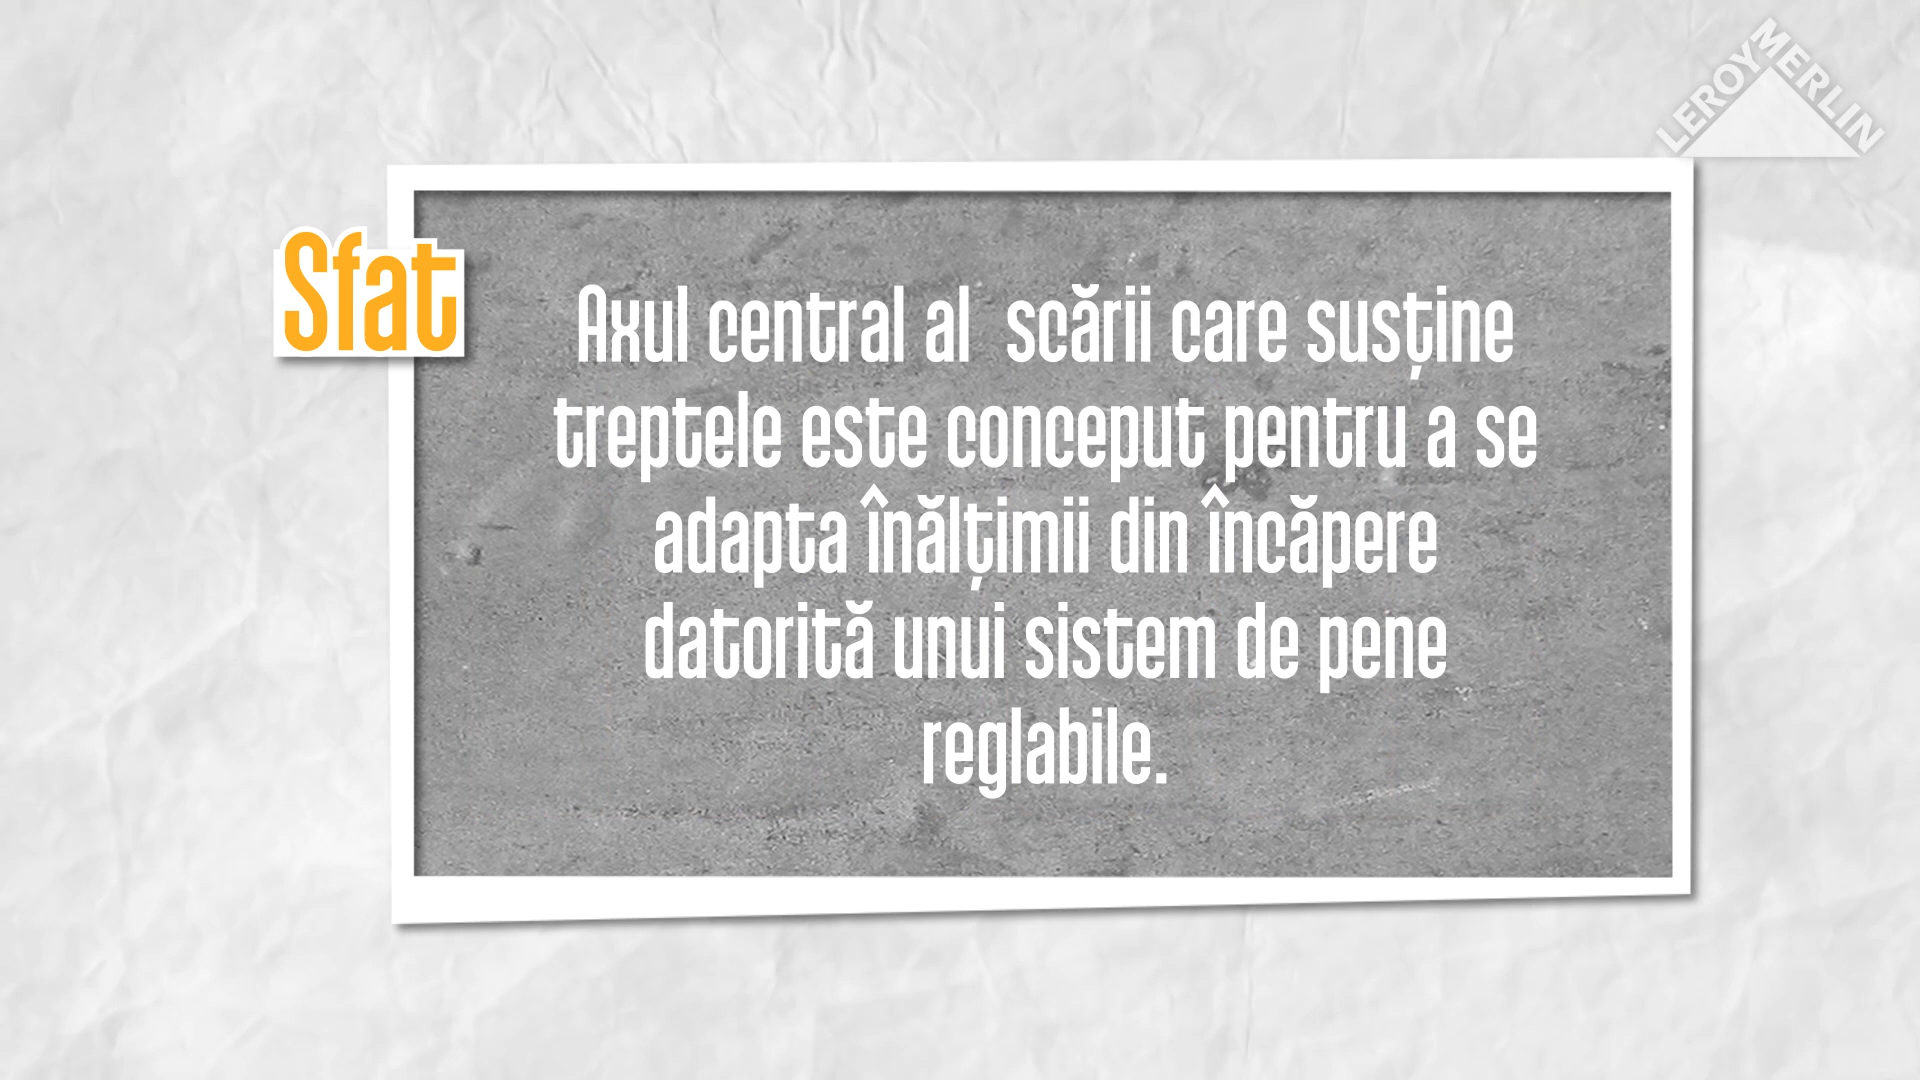 LEROY MERLIN
Sfat
Axul central al  scării care susține
treptele este conceput pentru a se
adapta înălțimii din încăpere
datorită unui sistem de pene
reglabile.